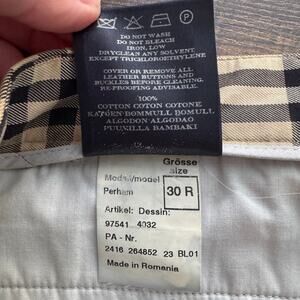 P
DO NOT WASH
DO NOT BLEACH
IRON, LOW
DRYCLEAN ANY SOLVENT
EXCEPT TRICHLOROETHYLENE
COVER OR REMOVE ALL
LEATHER BUTTONS AND
BUCKLES BEFORE CLEANING.
RE-PROOFING ADVISABLE.
100%
COTTON COTON COTONE
KATOEN BOMMULL BOMULL
ALGODON ALGODAO
PUUVILLA BAMBAKI
Grösse
size
Modell/model
Perham
30 R
Artikel: Dessin:
97541 4032
PA - Nr.
2416 264852 23 BL01
Made in Romania